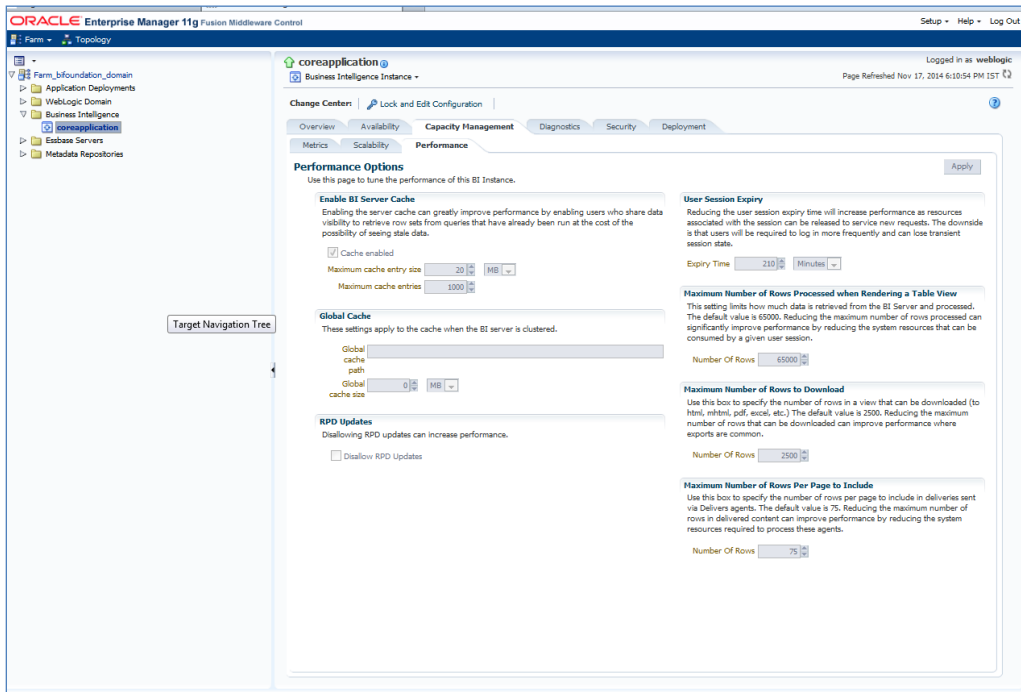 ORACLE Enterprise Manager 11g Fusion Middleware Control
Setup Help Log Out
Farm Topology
Farm_bifoundation_domain
Application Deployments
WebLogic Domain
Business Intelligence
coreapplication
Essbase Servers
Metadata Repositories
Target Navigation Tree
coreapplication
Logged in as weblogic
Business Intelligence Instance
Page Refreshed Nov 17, 2014 6:10:54 PM IST
Change Center: Lock and Edit Configuration
Overview Availability Capacity Management Diagnostics Security Deployment
Metrics Scalability Performance
Performance Options
Apply
Use this page to tune the performance of this BI Instance.
Enable BI Server Cache
Enabling the server cache can greatly improve performance by enabling users who share data
visibility to retrieve row sets from queries that have already been run at the cost of the
possibility of seeing stale data.
Cache enabled
Maximum cache entry size 20 MB
Maximum cache entries 1000
Global Cache
These settings apply to the cache when the BI server is clustered.
Global
cache
path
Global
cache size
0 MB
RPD Updates
Disallowing RPD updates can increase performance.
Disallow RPD Updates
User Session Expiry
Reducing the user session expiry time will increase performance as resources
associated with the session can be released to service new requests. The downside
is that users will be required to log in more frequently and can lose transient
session state.
Expiry Time 210 Minutes
Maximum Number of Rows Processed when Rendering a Table View
This setting limits how much data is retrieved from the BI Server and processed.
The default value is 65000. Reducing the maximum number of rows processed can
significantly improve performance by reducing the system resources that can be
consumed by a given user session.
Number Of Rows 65000
Maximum Number of Rows to Download
Use this box to specify the number of rows in a view that can be downloaded (to
html, mhtml, pdf, excel, etc.) The default value is 2500. Reducing the maximum
number of rows that can be downloaded can improve performance where
exports are common.
Number Of Rows 2500
Maximum Number of Rows Per Page to Include
Use this box to specify the number of rows per page to include in deliveries sent
via Delivers agents. The default value is 75. Reducing the maximum number of
rows in delivered content can improve performance by reducing the system
resources required to process these agents.
Number Of Rows 75